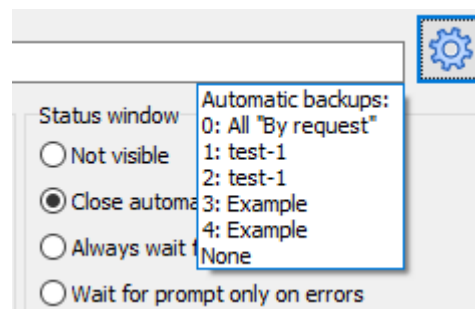 Automatic backups:
0: All "By request"
1: test-1
2: test-1
3: Example
4: Example
None
Status window
Not visible
Close automa
Always wait f
Wait for prompt only on errors